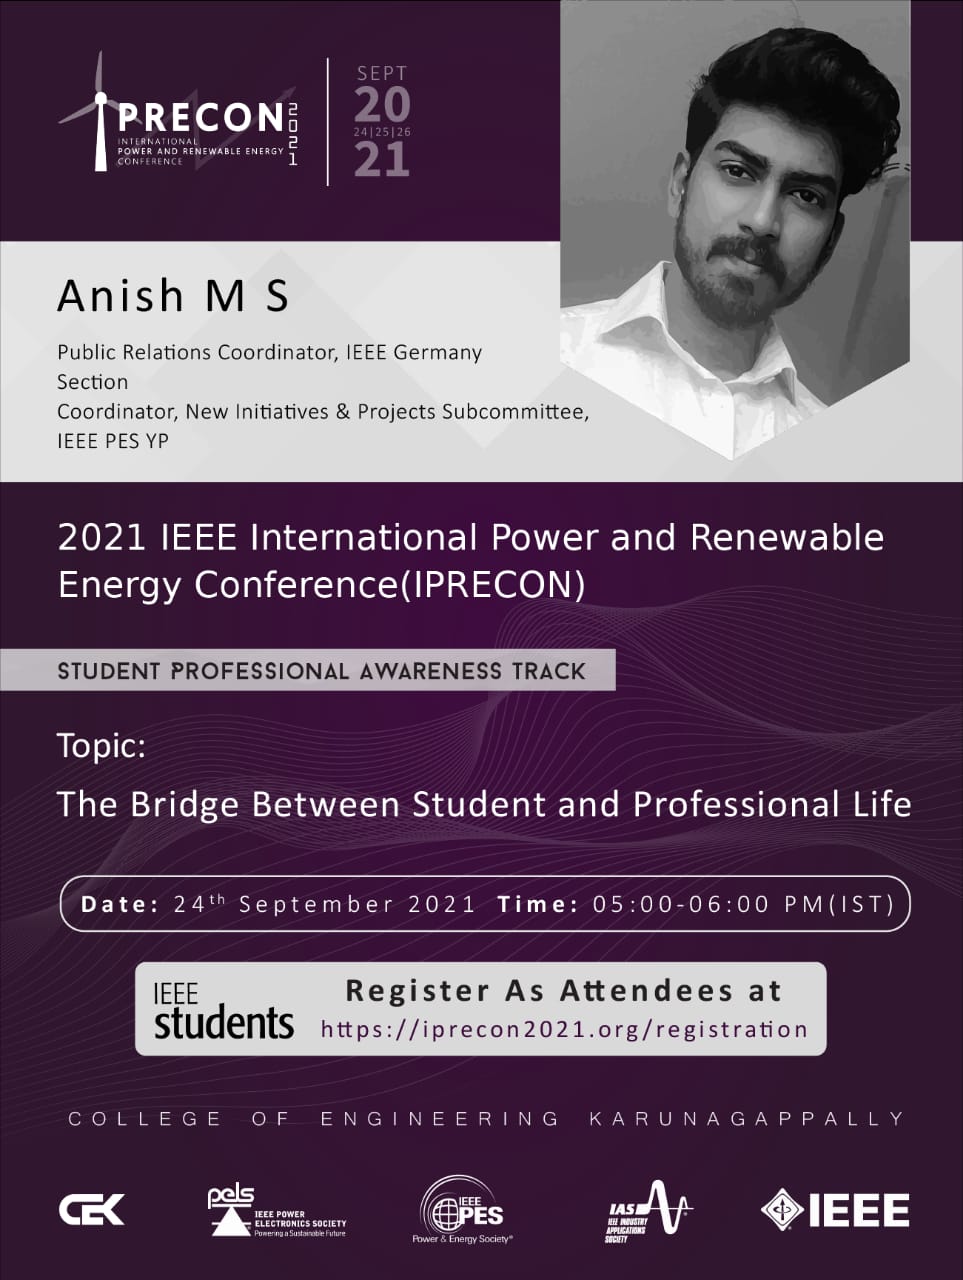 IPRECON 2021
INTERNATIONAL
POWER AND RENEWABLE ENERGY
CONFERENCE
SEPT
20
24|25|26
21
Anish M S
Public Relations Coordinator, IEEE Germany
Section
Coordinator, New Initiatives & Projects Subcommittee,
IEEE PES YP
2021 IEEE International Power and Renewable
Energy Conference(IPRECON)
STUDENT PROFESSIONAL AWARENESS TRACK
Topic:
The Bridge Between Student and Professional Life
Date: 24th September 2021 Time: 05:00-06:00 PM(IST)
IEEE
students
Register As Attendees at
https://iprecon2021.org/registration
COLLEGE OF ENGINEERING KARUNAGAPPALLY
CEK
pels
IEEE POWER
ELECTRONICS SOCIETY
Powering a Sustainable Future
IEEE
PES
Power & Energy Society®
IAS
IEEE INDUSTRY
APPLICATIONS
SOCIETY
IEEE